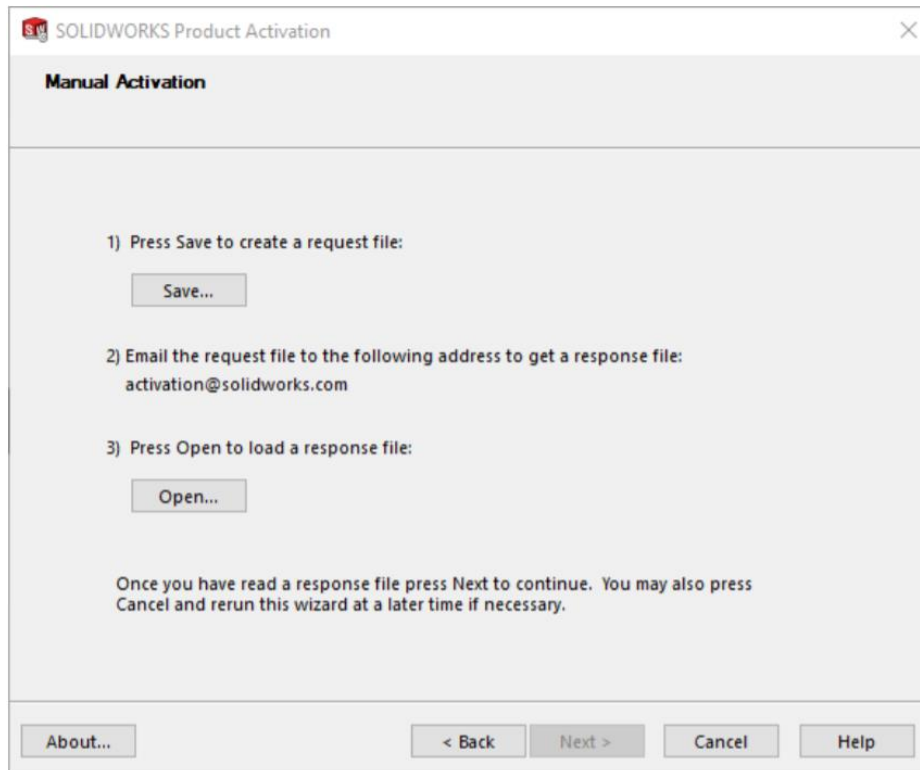 SW SOLIDWORKS Product Activation
Manual Activation
1) Press Save to create a request file:
Save...
2) Email the request file to the following address to get a response file:
activation@solidworks.com
3) Press Open to load a response file:
Open...
Once you have read a response file press Next to continue. You may also press
Cancel and rerun this wizard at a later time if necessary.
About... < Back Next > Cancel Help